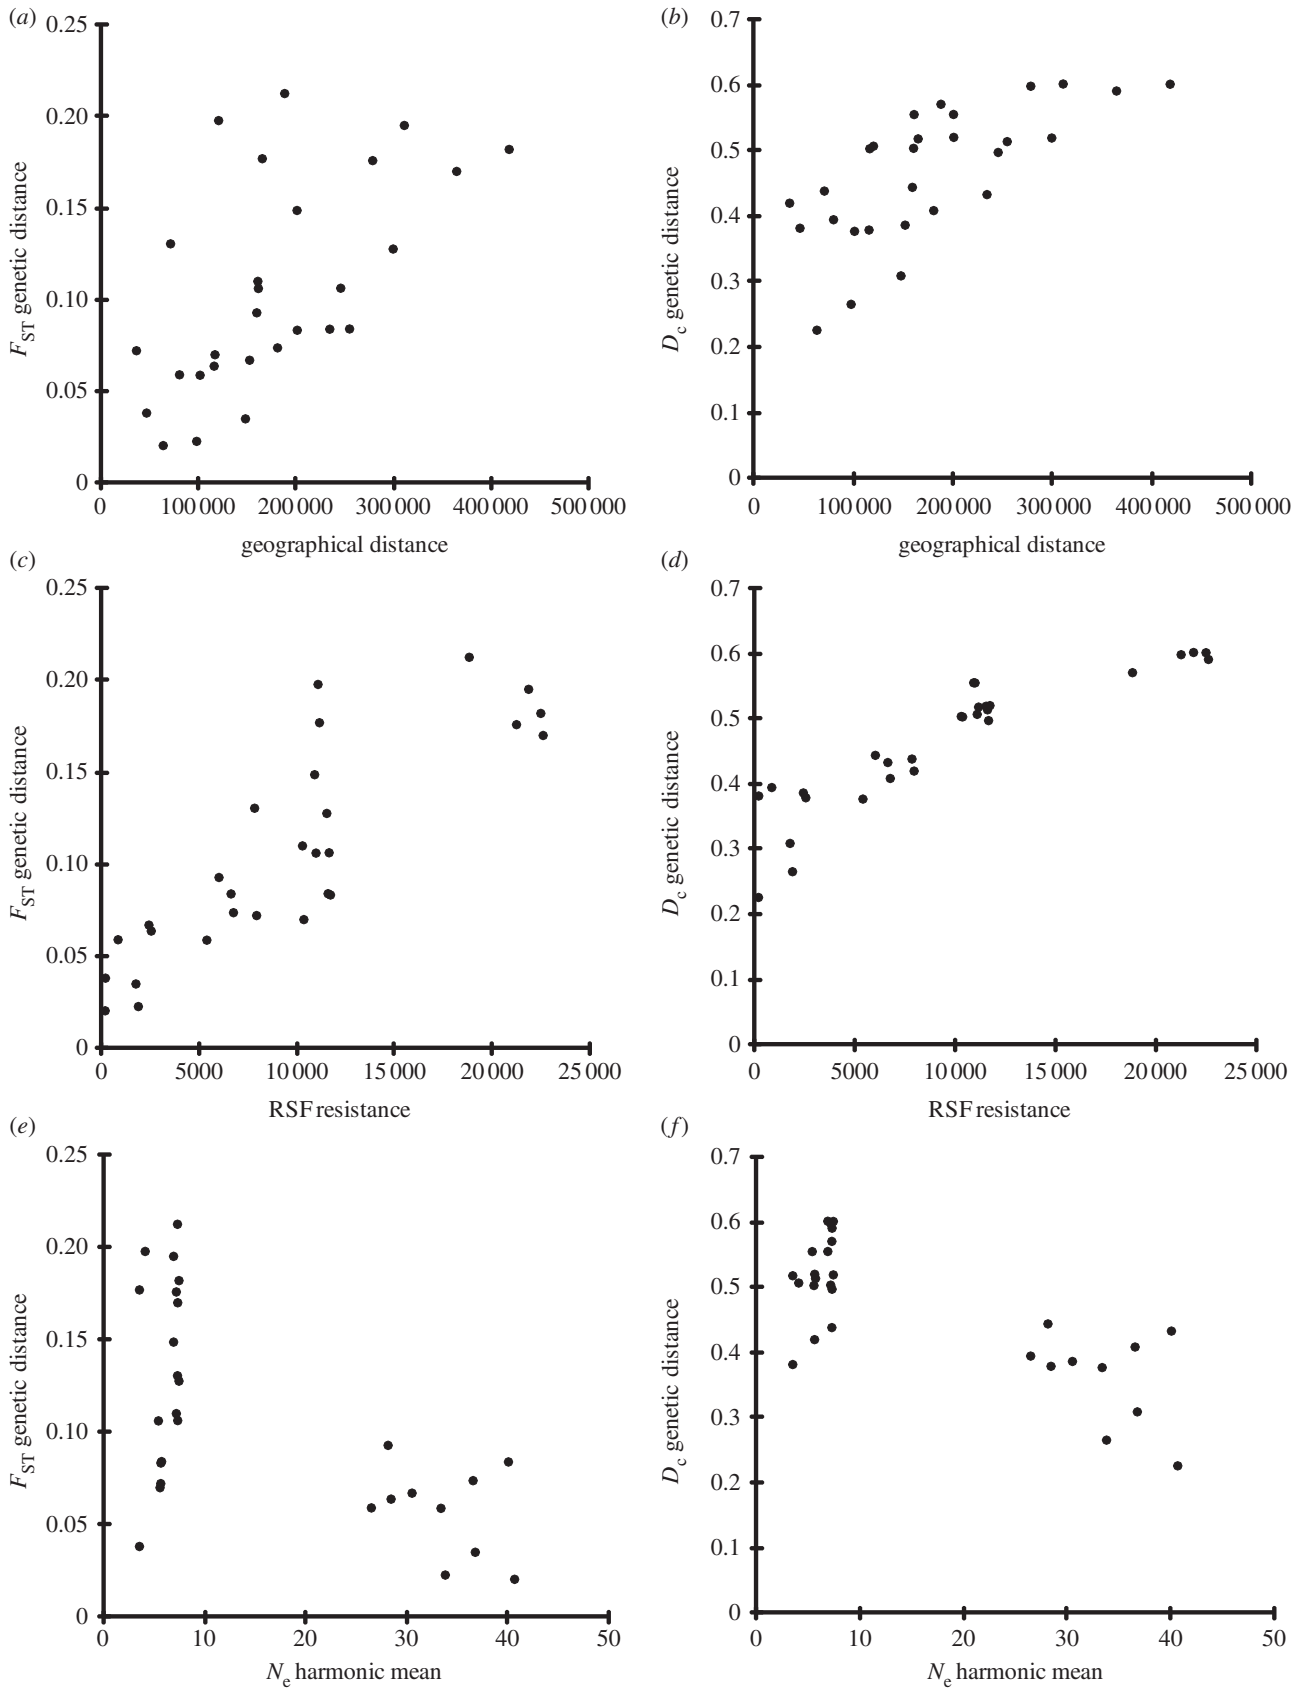 (a)
0.25
0.20
0.15
0.10
0.05
0
F_ST genetic distance
0 100 000 200 000 300 000 400 000 500 000
geographical distance
(b)
0.7
0.6
0.5
0.4
0.3
0.2
0.1
0
D_c genetic distance
0 100 000 200 000 300 000 400 000 500 000
geographical distance
(c)
0.25
0.20
0.15
0.10
0.05
0
F_ST genetic distance
0 5000 10 000 15 000 20 000 25 000
RSF resistance
(d)
0.7
0.6
0.5
0.4
0.3
0.2
0.1
0
D_c genetic distance
0 5000 10 000 15 000 20 000 25 000
RSF resistance
(e)
0.25
0.20
0.15
0.10
0.05
0
F_ST genetic distance
0 10 20 30 40 50
N_e harmonic mean
(f)
0.7
0.6
0.5
0.4
0.3
0.2
0.1
0
D_c genetic distance
0 10 20 30 40 50
N_e harmonic mean